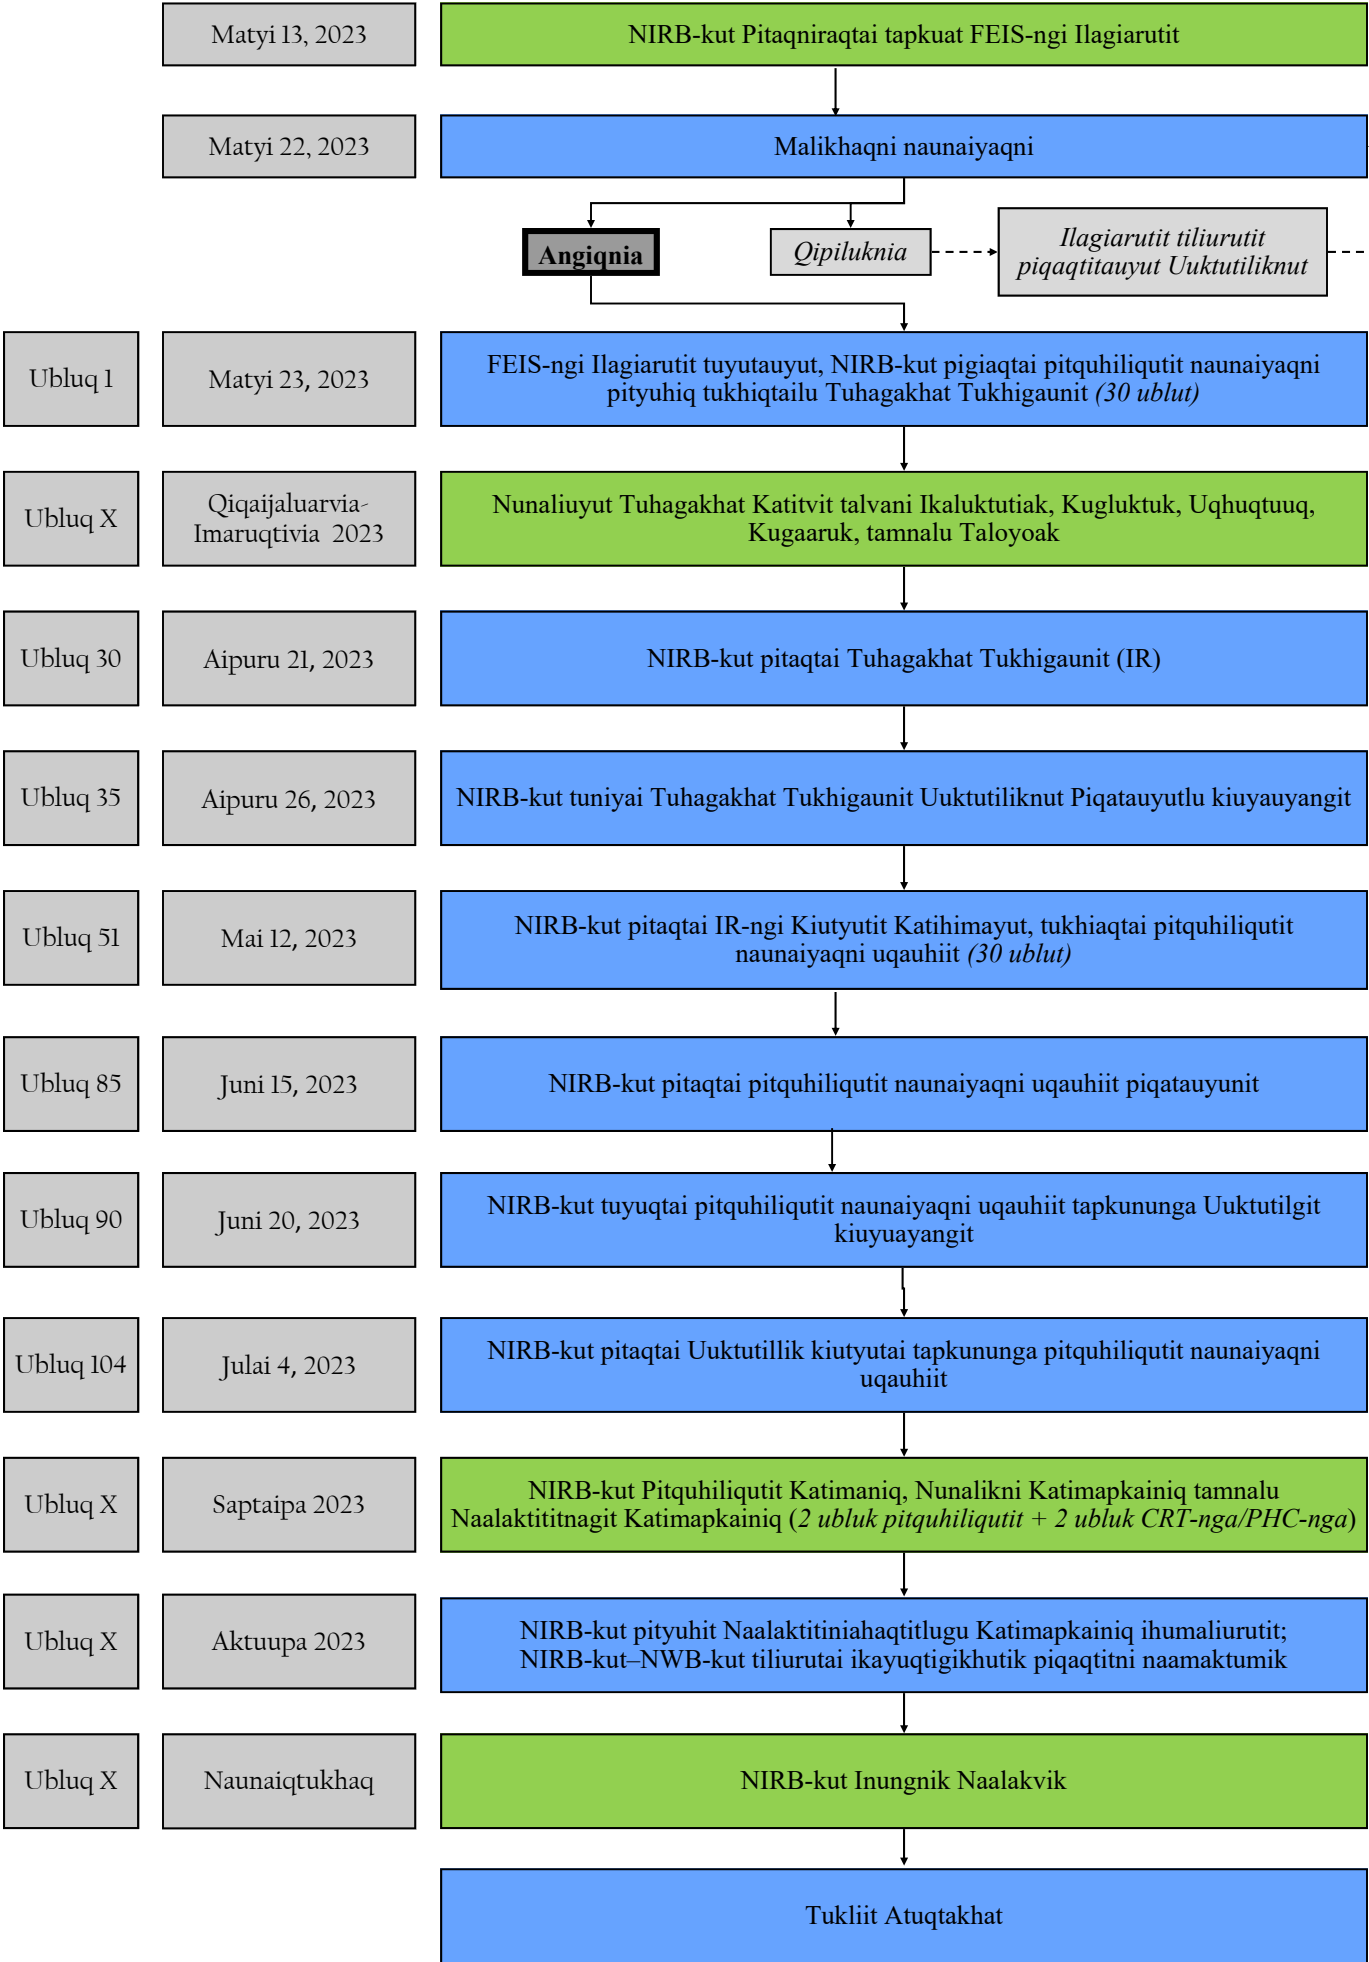 Matyi 13, 2023
NIRB-kut Pitaqniraqtai tapkuat FEIS-ngi Ilagiarutit
Matyi 22, 2023
Malikhaqni naunaiyaqni
Angiqnia
Qipiluknia
Ilagiarutit tiliurutit
piqaqtitauyut Uuktutiliknut
Ubluq 1
Matyi 23, 2023
FEIS-ngi Ilagiarutit tuyutauyut, NIRB-kut pigiaqtai pitquhiliqutit naunaiyaqni
pityuhiq tukhiqtailu Tuhagakhat Tukhigaunit (30 ublut)
Ubluq X
Qiqaijaluarvia-
Imaruqtivia 2023
Nunaliuyut Tuhagakhat Katitvit talvani Ikaluktutiak, Kugluktuk, Uqhuqtuuq,
Kugaaruk, tamnalu Taloyoak
Ubluq 30
Aipuru 21, 2023
NIRB-kut pitaqtai Tuhagakhat Tukhigaunit (IR)
Ubluq 35
Aipuru 26, 2023
NIRB-kut tuniyai Tuhagakhat Tukhigaunit Uuktutiliknut Piqatauyutlu kiuyauyangit
Ubluq 51
Mai 12, 2023
NIRB-kut pitaqtai IR-ngi Kiutyutit Katihimayut, tukhiaqtai pitquhiliqutit
naunaiyaqni uqauhiit (30 ublut)
Ubluq 85
Juni 15, 2023
NIRB-kut pitaqtai pitquhiliqutit naunaiyaqni uqauhiit piqatauyunit
Ubluq 90
Juni 20, 2023
NIRB-kut tuyuqtai pitquhiliqutit naunaiyaqni uqauhiit tapkununga Uuktutilgit
kiuyuayangit
Ubluq 104
Julai 4, 2023
NIRB-kut pitaqtai Uuktutillik kiutyutai tapkununga pitquhiliqutit naunaiyaqni
uqauhiit
Ubluq X
Saptaipa 2023
NIRB-kut Pitquhiliqutit Katimaniq, Nunalikni Katimapkainiq tamnalu
Naalaktititnagit Katimapkainiq (2 ubluk pitquhiliqutit + 2 ubluk CRT-nga/PHC-nga)
Ubluq X
Aktuupa 2023
NIRB-kut pityuhit Naalaktitiniahaqtitlugu Katimapkainiq ihumaliurutit;
NIRB-kut–NWB-kut tiliurutai ikayuqtigikhutik piqaqtitni naamaktumik
Ubluq X
Naunaiqtukhaq
NIRB-kut Inungnik Naalakvik
Tukliit Atuqtakhat